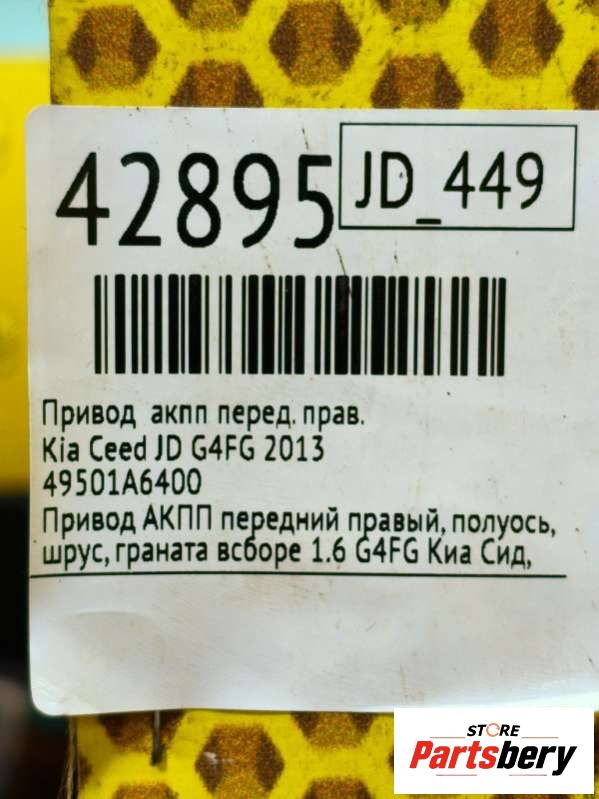 42895
JD_449
Привод акпп перед. прав.
Kia Ceed JD G4FG 2013
49501A6400
Привод АКПП передний правый, полуось,
шрус, граната всборе 1.6 G4FG Киа Сид,
STORE
Partsbery